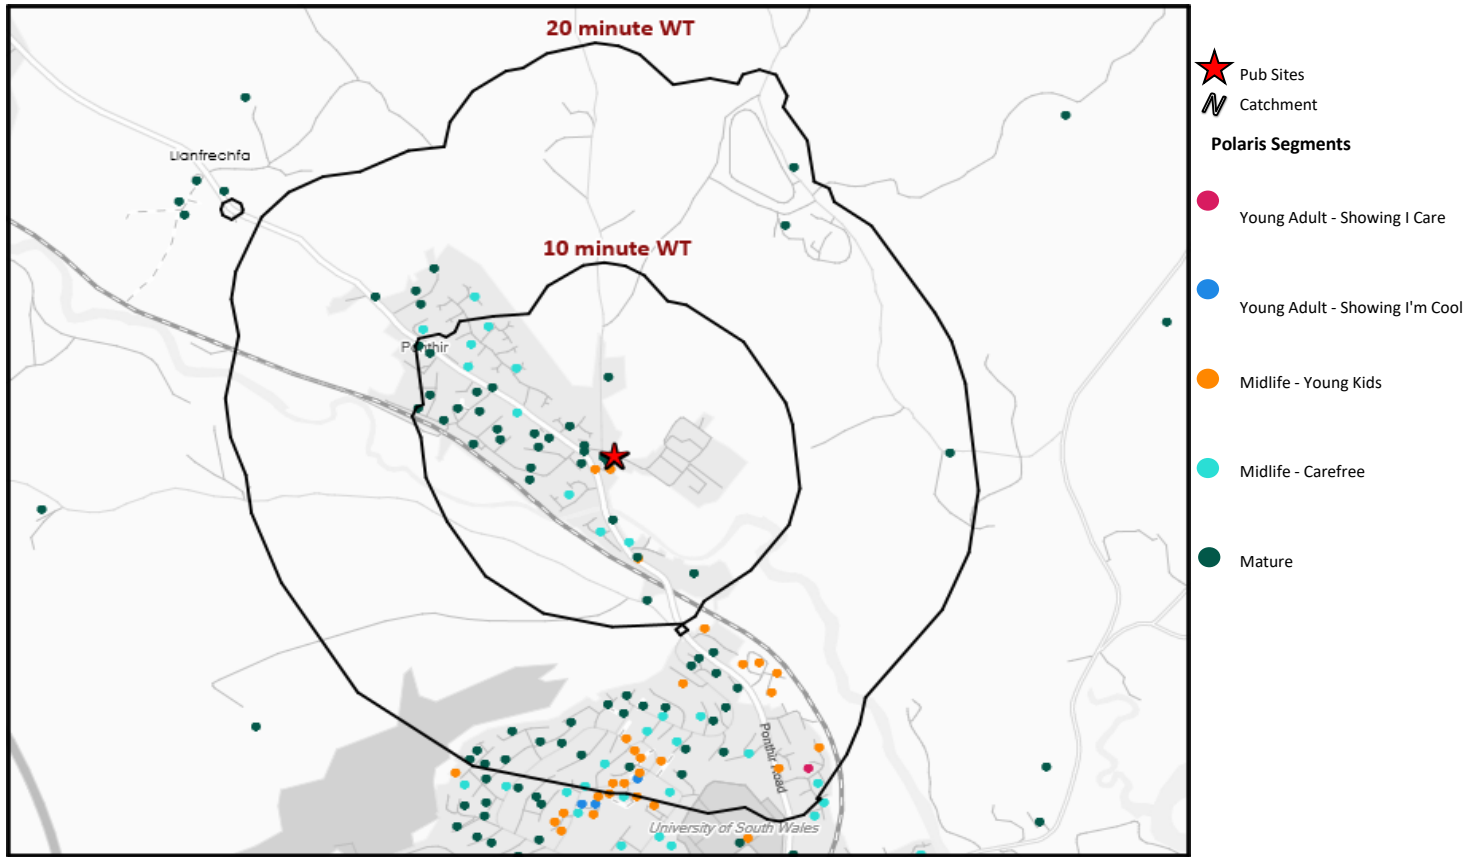 20 minute WT
Llanfrechfa
10 minute WT
Ponthir
Ponthir Road
University of South Wales
Pub Sites
Catchment
Polaris Segments
Young Adult - Showing I Care
Young Adult - Showing I'm Cool
Midlife - Young Kids
Midlife - Carefree
Mature